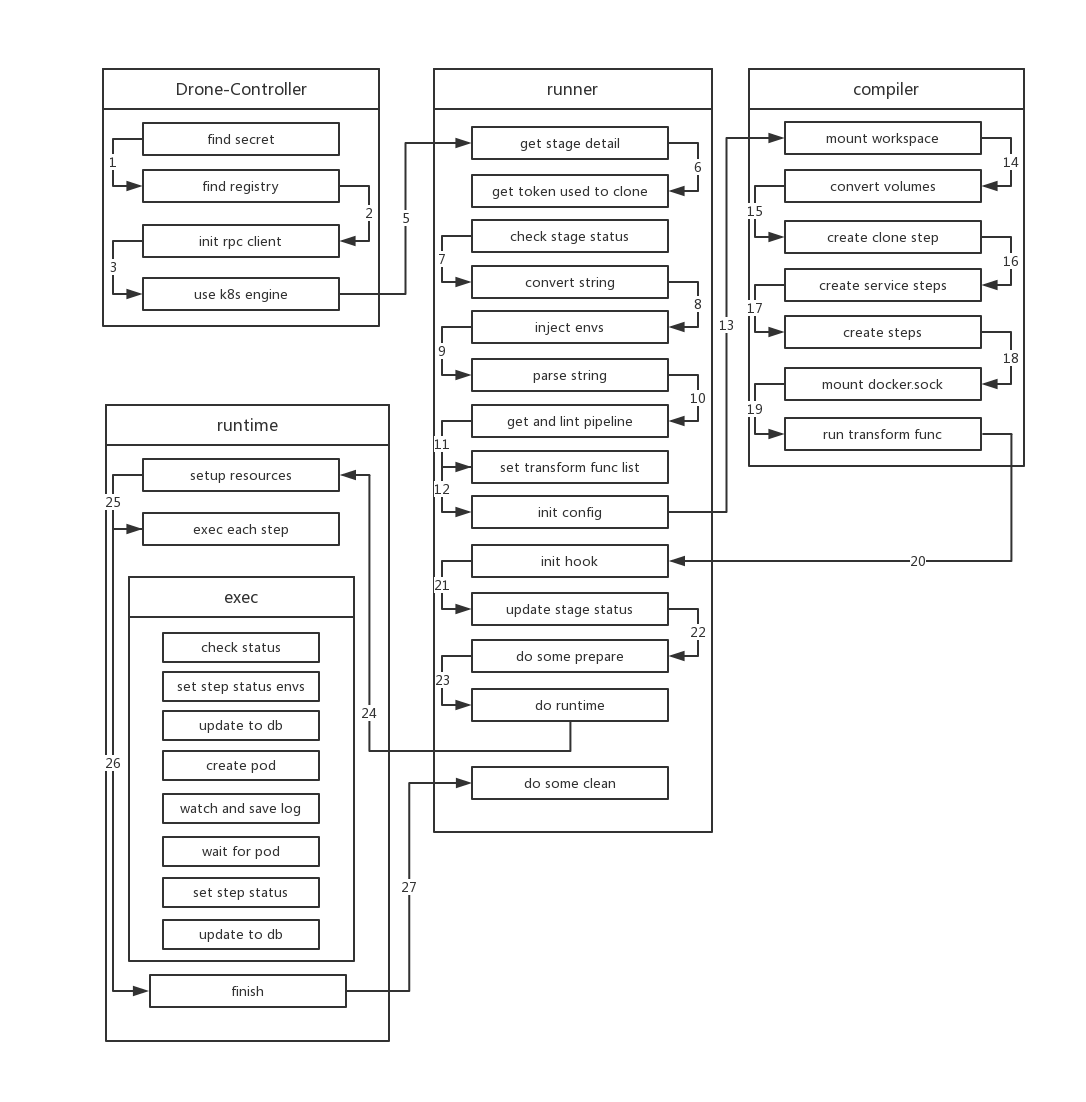 Drone-Controller
find secret
1
find registry
2
init rpc client
3
use k8s engine
5
runner
get stage detail
6
get token used to clone
check stage status
7
convert string
8
inject envs
9
parse string
10
get and lint pipeline
11
set transform func list
12
init config
13
init hook
20
21
update stage status
22
do some prepare
23
do runtime
24
do some clean
compiler
mount workspace
14
convert volumes
15
create clone step
16
create service steps
17
create steps
18
mount docker.sock
19
run transform func
runtime
setup resources
25
exec each step
exec
check status
set step status envs
update to db
create pod
26
watch and save log
wait for pod
set step status
update to db
27
finish